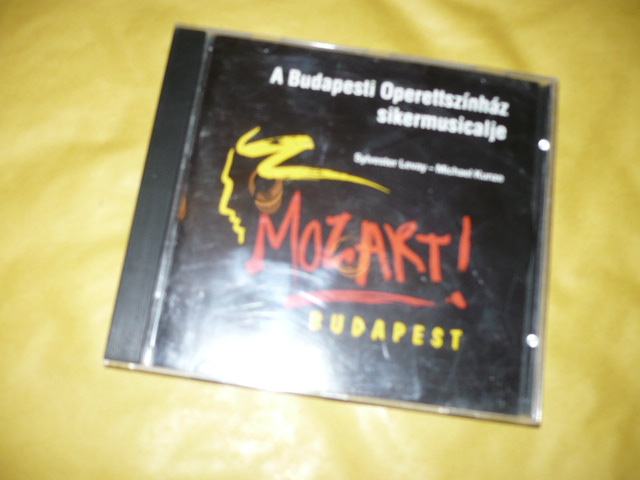 A Budapesti Operettszínház
sikermusicalje
Sylvester Levay - Michael Kunze
MOZART!
BUDAPEST